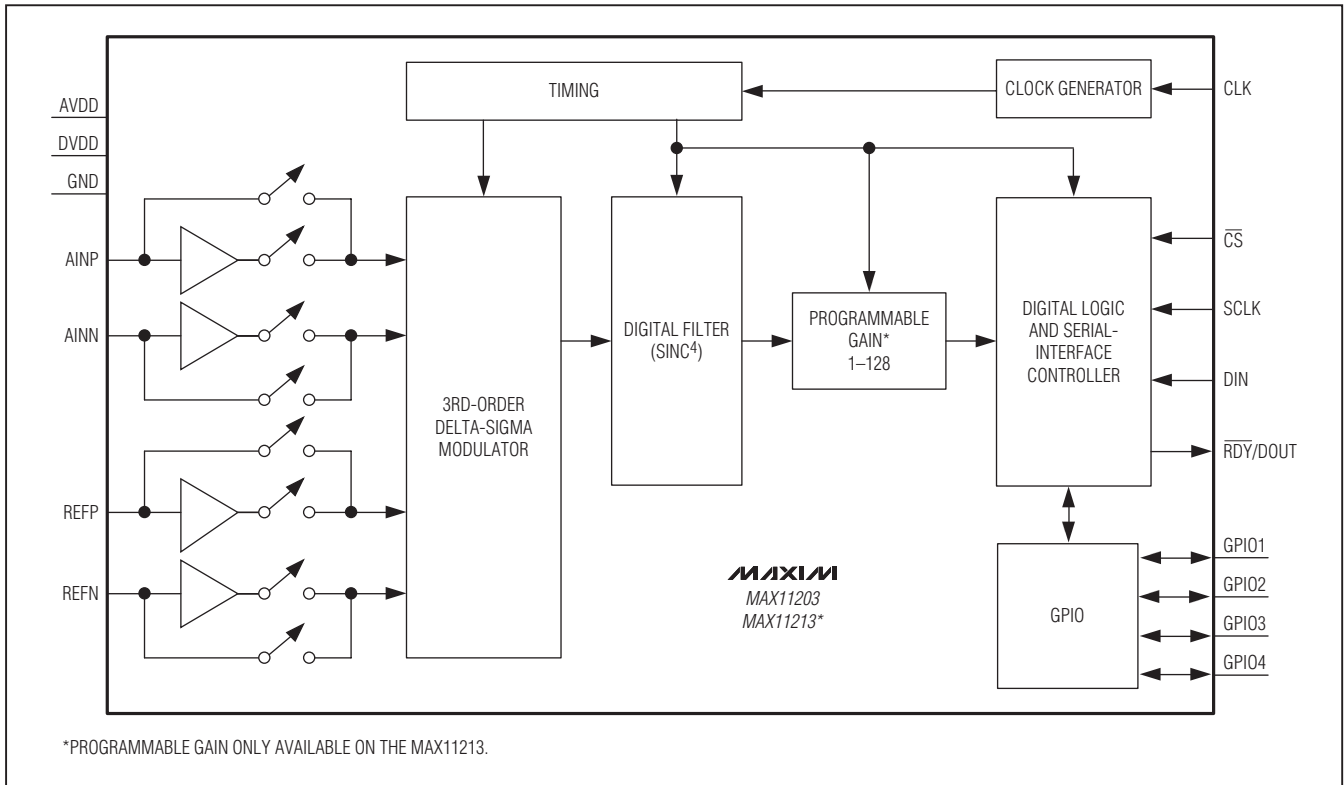 TIMING
CLOCK GENERATOR
CLK
AVDD
DVDD
GND
AINP
AINN
REFP
REFN
3RD-ORDER
DELTA-SIGMA
MODULATOR
DIGITAL FILTER
(SINC⁴)
PROGRAMMABLE
GAIN*
1–128
DIGITAL LOGIC
AND SERIAL-
INTERFACE
CONTROLLER
C̅S̅
SCLK
DIN
R̅D̅Y̅/DOUT
GPIO
GPIO1
GPIO2
GPIO3
GPIO4
MAXIM
MAX11203
MAX11213*
*PROGRAMMABLE GAIN ONLY AVAILABLE ON THE MAX11213.